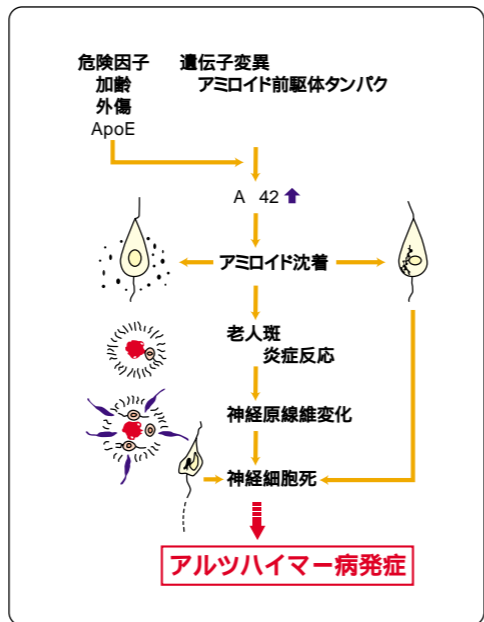 危険因子
加齢
外傷
ApoE
遺伝子変異
アミロイド前駆体タンパク
A 42
アミロイド沈着
老人斑
炎症反応
神経原線維変化
神経細胞死
アルツハイマー病発症